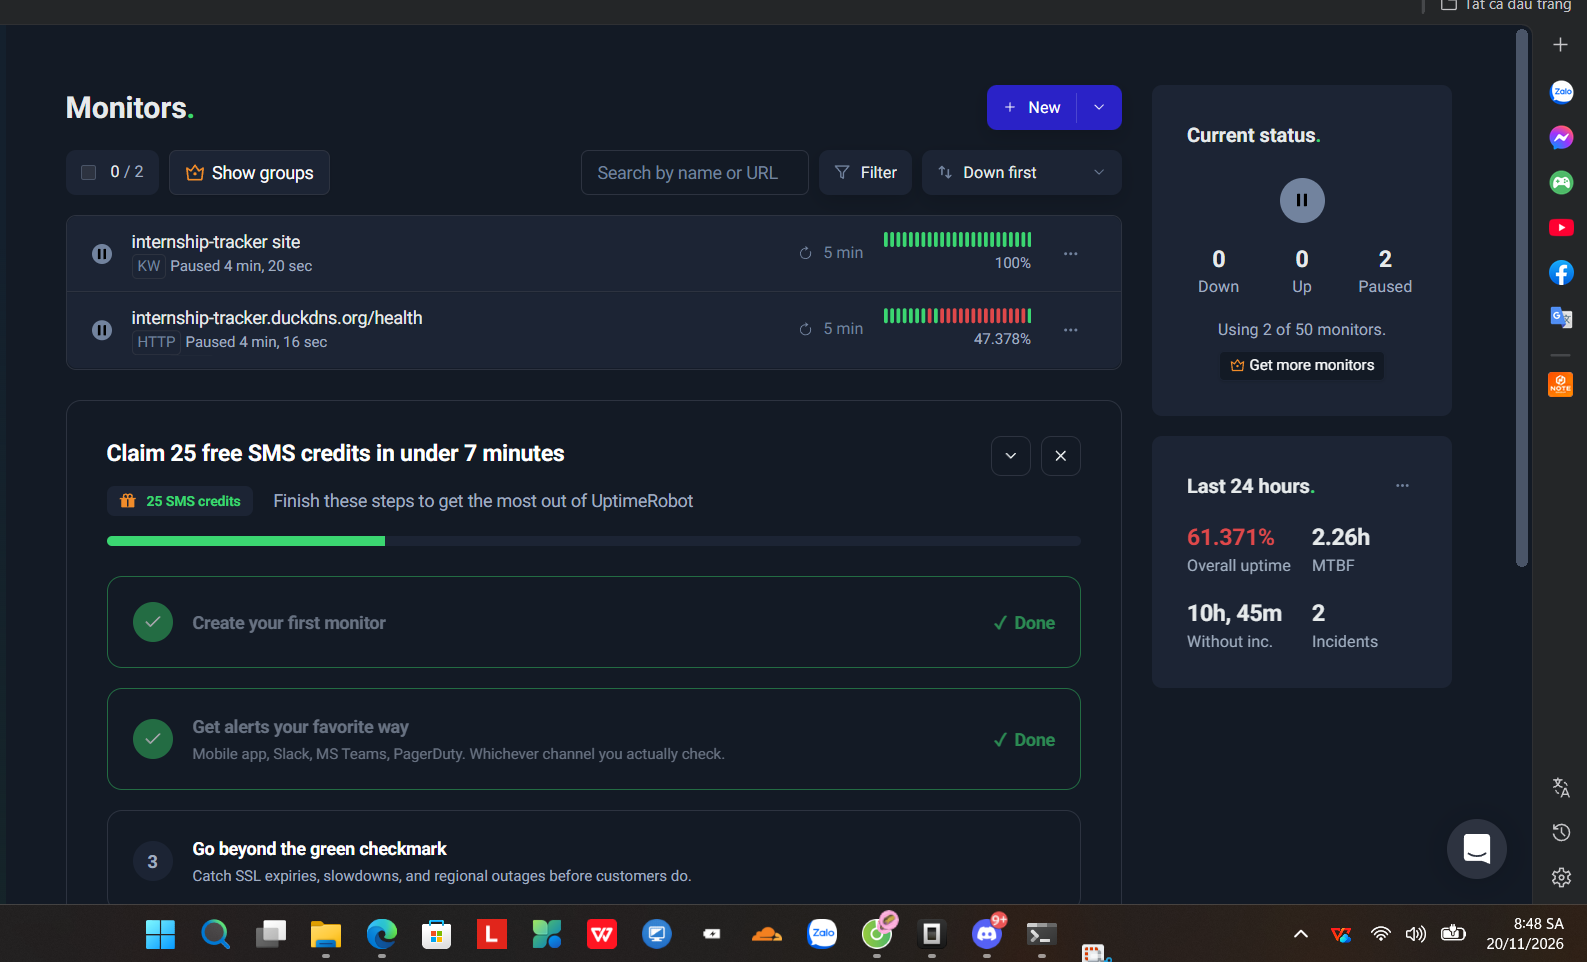 Tất cả dấu trang
Monitors.
+ New
0 / 2
Show groups
Search by name or URL
Filter
Down first
internship-tracker site
KW Paused 4 min, 20 sec
5 min
100%
internship-tracker.duckdns.org/health
HTTP Paused 4 min, 16 sec
5 min
47.378%
Claim 25 free SMS credits in under 7 minutes
25 SMS credits
Finish these steps to get the most out of UptimeRobot
Create your first monitor
Done
Get alerts your favorite way
Mobile app, Slack, MS Teams, PagerDuty. Whichever channel you actually check.
Done
3
Go beyond the green checkmark
Catch SSL expiries, slowdowns, and regional outages before customers do.
Current status.
0 0 2
Down Up Paused
Using 2 of 50 monitors.
Get more monitors
Last 24 hours.
61.371% 2.26h
Overall uptime MTBF
10h, 45m 2
Without inc. Incidents
Zalo
NOTE
L
Zalo
9+
8:48 SA
20/11/2026